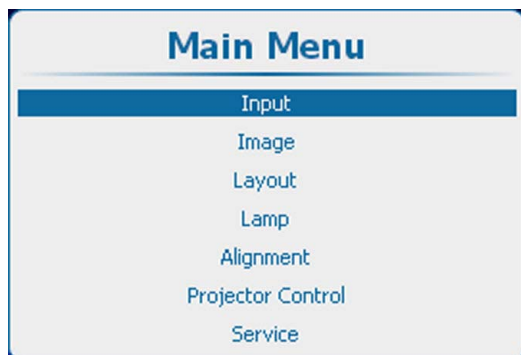 Main Menu
Input
Image
Layout
Lamp
Alignment
Projector Control
Service